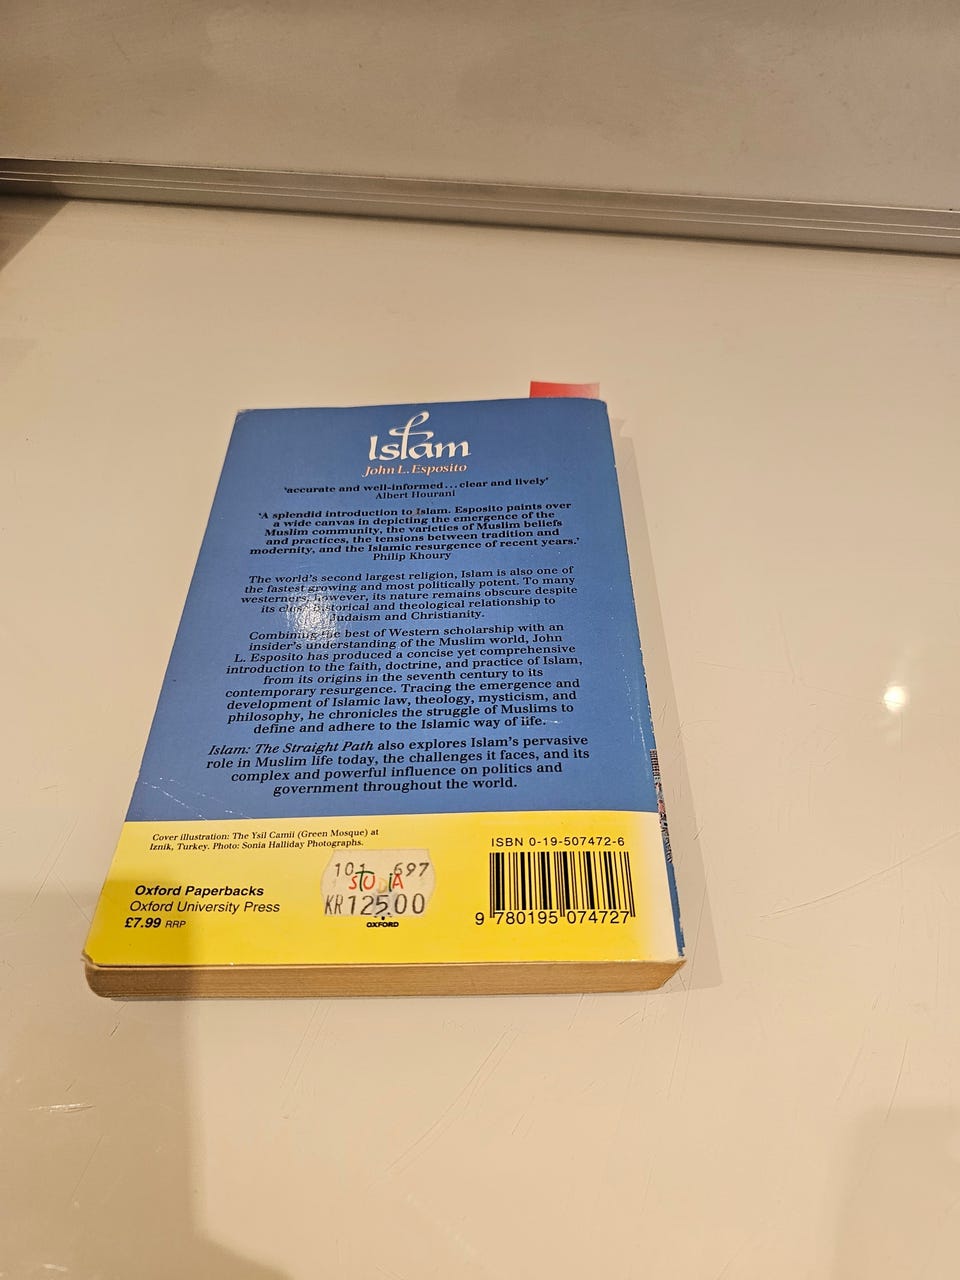 Islam
John L. Esposito
'accurate and well-informed...clear and lively'
Albert Hourani
'A splendid introduction to Islam. Esposito paints over
a wide canvas in depicting the emergence of the
Muslim community, the varieties of Muslim beliefs
and practices, the tensions between tradition and
modernity, and the Islamic resurgence of recent years.'
Philip Khoury
The world's second largest religion, Islam is also one of
the fastest growing and most politically potent. To many
westerners, however, its nature remains obscure despite
its close historical and theological relationship to
Judaism and Christianity.
Combining the best of Western scholarship with an
insider's understanding of the Muslim world, John
L. Esposito has produced a concise yet comprehensive
introduction to the faith, doctrine, and practice of Islam,
from its origins in the seventh century to its
contemporary resurgence. Tracing the emergence and
development of Islamic law, theology, mysticism, and
philosophy, he chronicles the struggle of Muslims to
define and adhere to the Islamic way of life.
Islam: The Straight Path also explores Islam's pervasive
role in Muslim life today, the challenges it faces, and its
complex and powerful influence on politics and
government throughout the world.
Cover illustration: The Ysil Camii (Green Mosque) at
Iznik, Turkey. Photo: Sonia Halliday Photographs.
Oxford Paperbacks
Oxford University Press
£7.99 RRP
697
STUDIA
KR 125.00
OXFORD
ISBN 0-19-507472-6
9 780195 074727